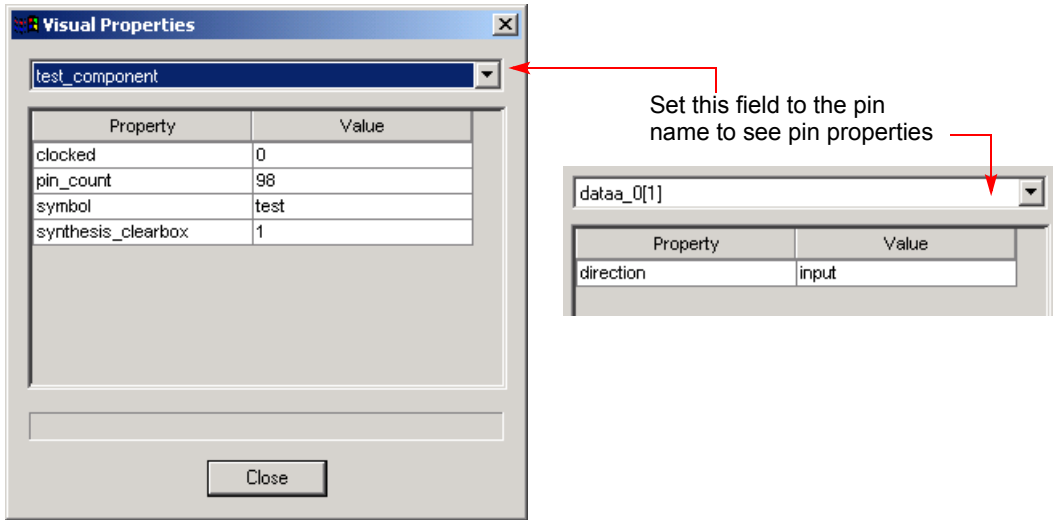 Visual Properties
test_component
Property Value
clocked 0
pin_count 98
symbol test
synthesis_clearbox 1
Close
Set this field to the pin
name to see pin properties
dataa_0[1]
Property Value
direction input